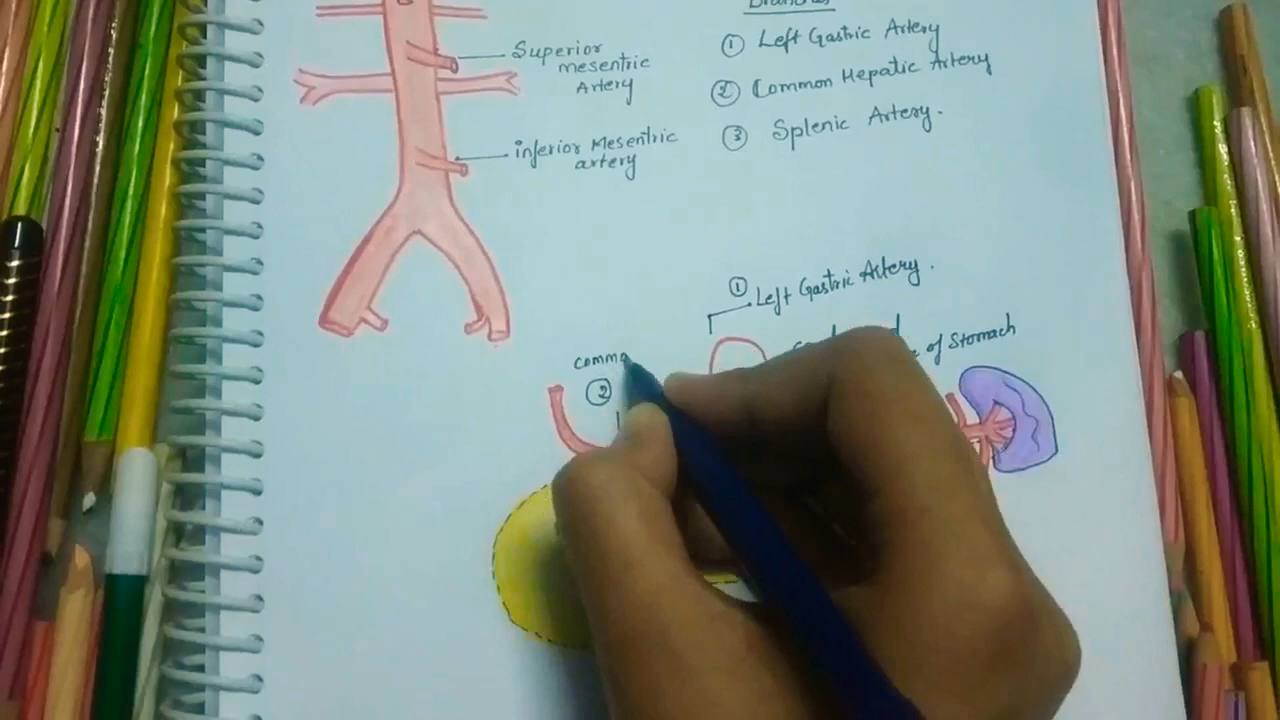 Branches
① Left Gastric Artery
② Common Hepatic Artery
③ Splenic Artery.
Superior
mesentric
Artery
inferior Mesentric
artery
① Left Gastric Artery.
of Stomach
comm
②